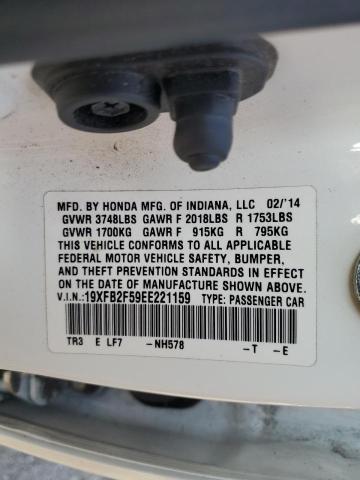 MFD. BY HONDA MFG. OF INDIANA, LLC 02/'14
GVWR 3748LBS GAWR F 2018LBS R 1753LBS
GVWR 1700KG GAWR F 915KG R 795KG
THIS VEHICLE CONFORMS TO ALL APPLICABLE
FEDERAL MOTOR VEHICLE SAFETY, BUMPER,
AND THEFT PREVENTION STANDARDS IN EFFECT
ON THE DATE OF MANUFACTURE SHOWN ABOVE.
V.I.N.: 19XFB2F59EE221159 TYPE: PASSENGER CAR
TR3 E LF7 -NH578 -T -E